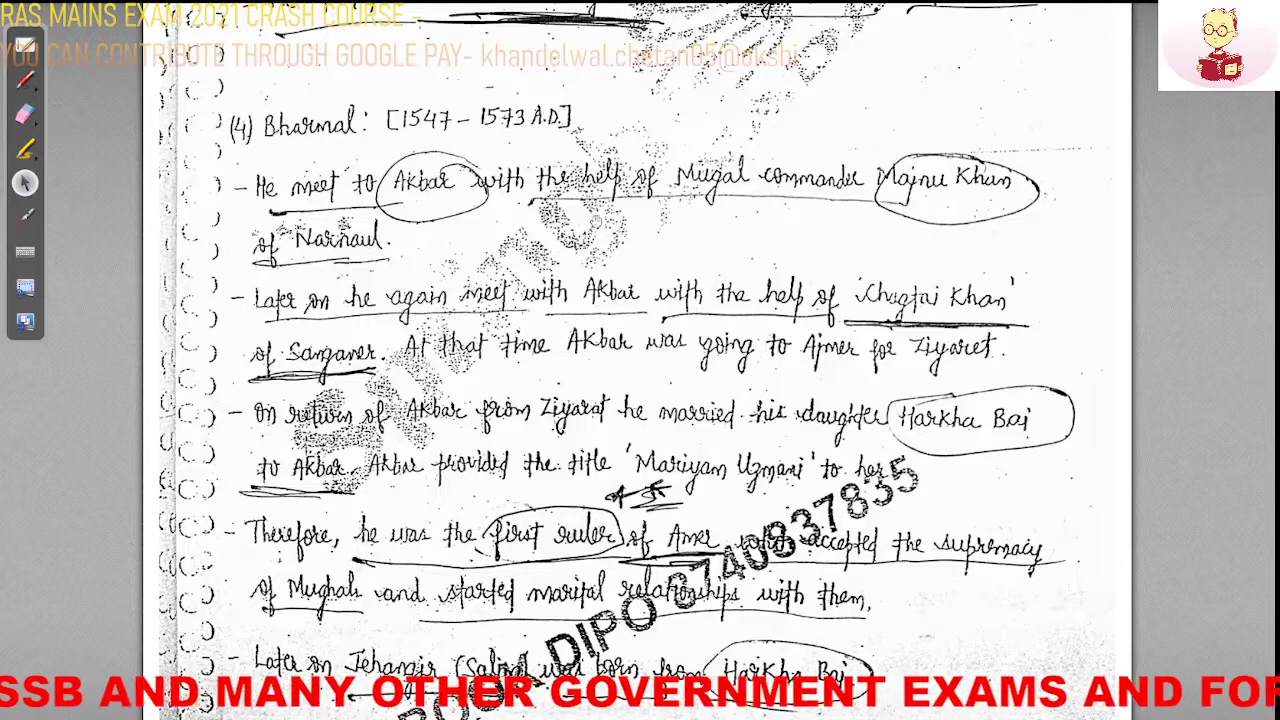 RAS MAINS EXAM 2021 CRASH COURSE -
YOU CAN CONTRIBUTE THROUGH GOOGLE PAY- khandelwal.chetan05@okshi
(4) Bharmal: [1547 - 1573 A.D.]
- He meet to Akbar with the help of Mugal commander Majnu Khan
of Narnaul.
- Later on he again meet with Akbar with the help of 'Chagtai Khan'
of Sanganer. At that time Akbar was going to Ajmer for Ziyaret.
- On return of Akbar from Ziyarat he married his daughter Harkha Bai
to Akbar. Akbar provided the title 'Mariyam Uzmani' to her.
- Therefore, he was the first ruler of Amer who accepted the supremacy
of Mughals and started marital relationships with them.
- Later on Jehangir (Salim) was born from Harkha Bai
DIPO 8740837835
SSB AND MANY OTHER GOVERNMENT EXAMS AND FOR